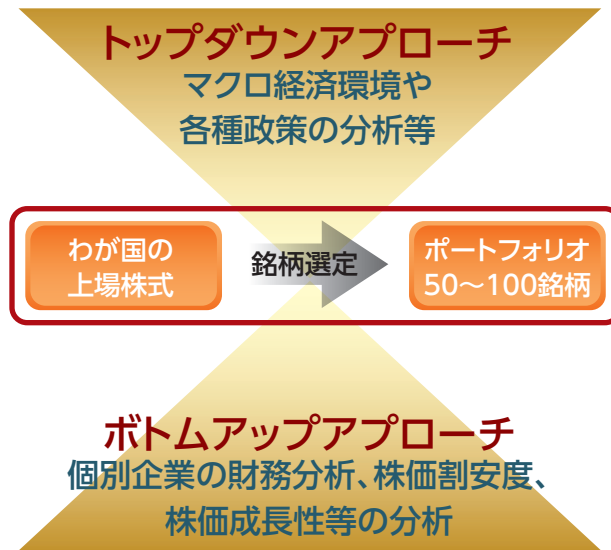 トップダウンアプローチ
マクロ経済環境や
各種政策の分析等
わが国の
上場株式
銘柄選定
ポートフォリオ
50〜100銘柄
ボトムアップアプローチ
個別企業の財務分析、株価割安度、
株価成長性等の分析